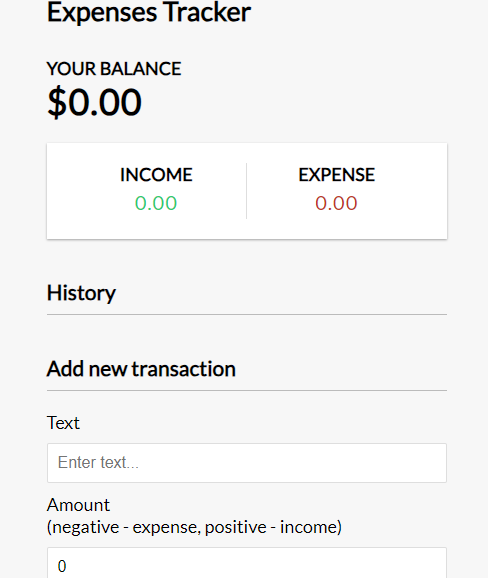 Expenses Tracker
YOUR BALANCE
$0.00
INCOME
EXPENSE
0.00
0.00
History
Add new transaction
Text
Enter text...
Amount
(negative - expense, positive - income)
0